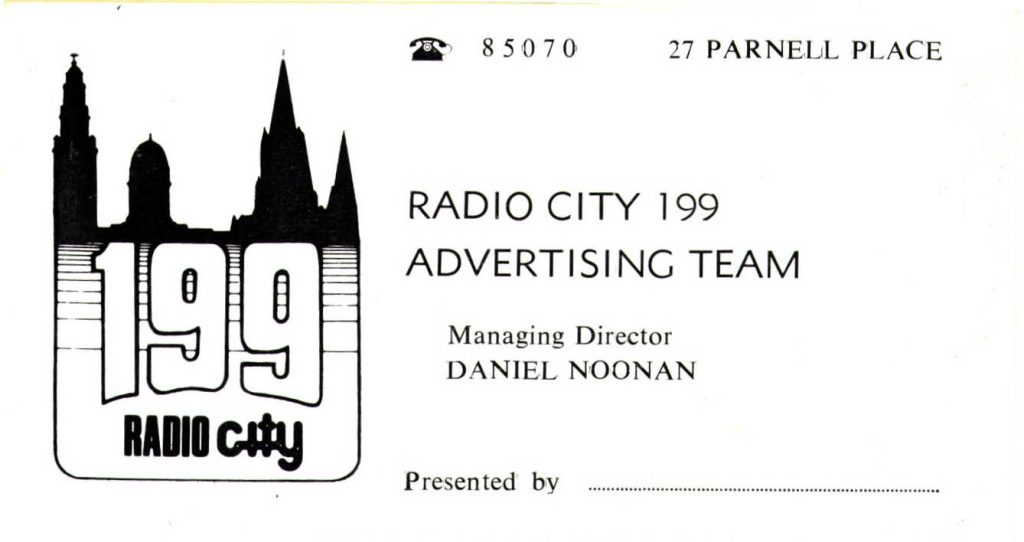 85070 27 PARNELL PLACE
199
RADIO city
RADIO CITY 199
ADVERTISING TEAM
Managing Director
DANIEL NOONAN
Presented by ................................................................